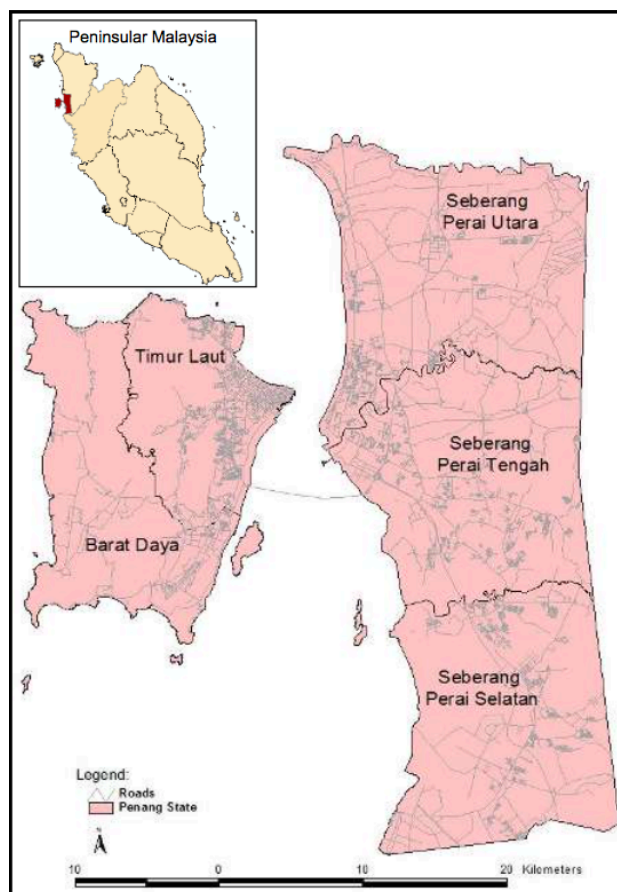 Peninsular Malaysia
Seberang
Perai Utara
Timur Laut
Seberang
Perai Tengah
Barat Daya
Seberang
Perai Selatan
Legend:
Roads
Penang State
N
10 0 10 20 Kilometers